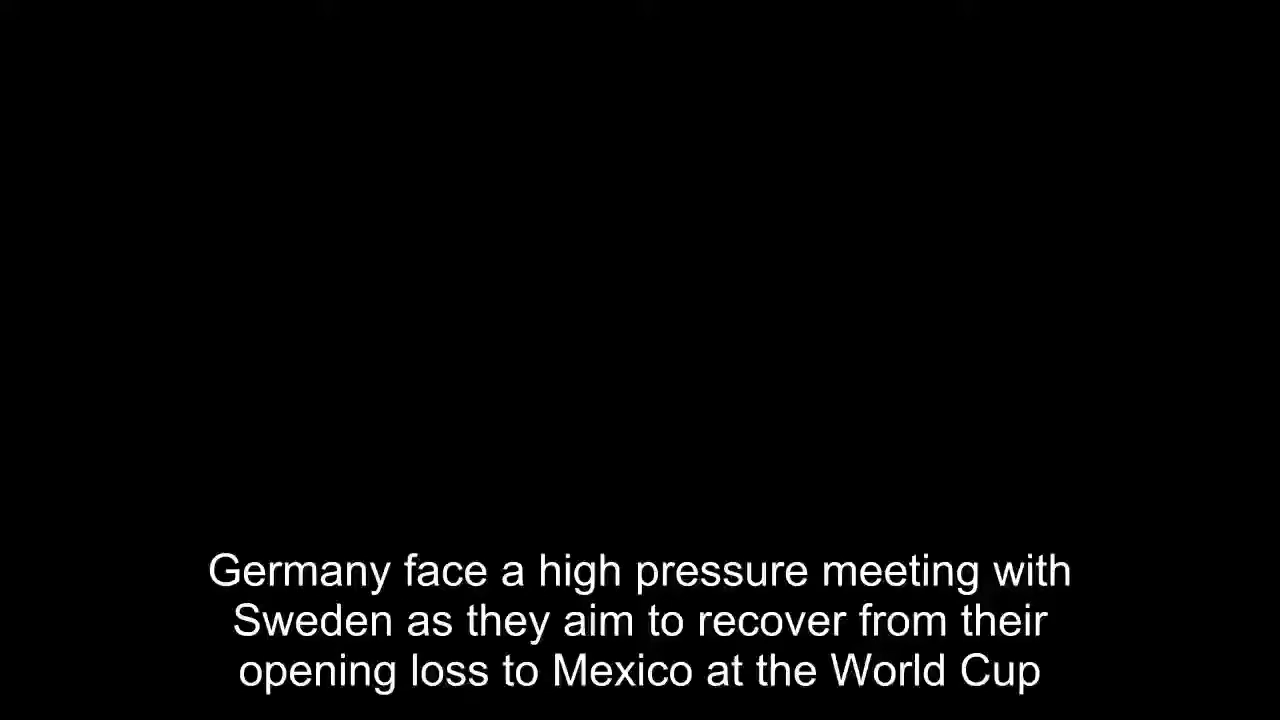 Germany face a high pressure meeting with
Sweden as they aim to recover from their
opening loss to Mexico at the World Cup